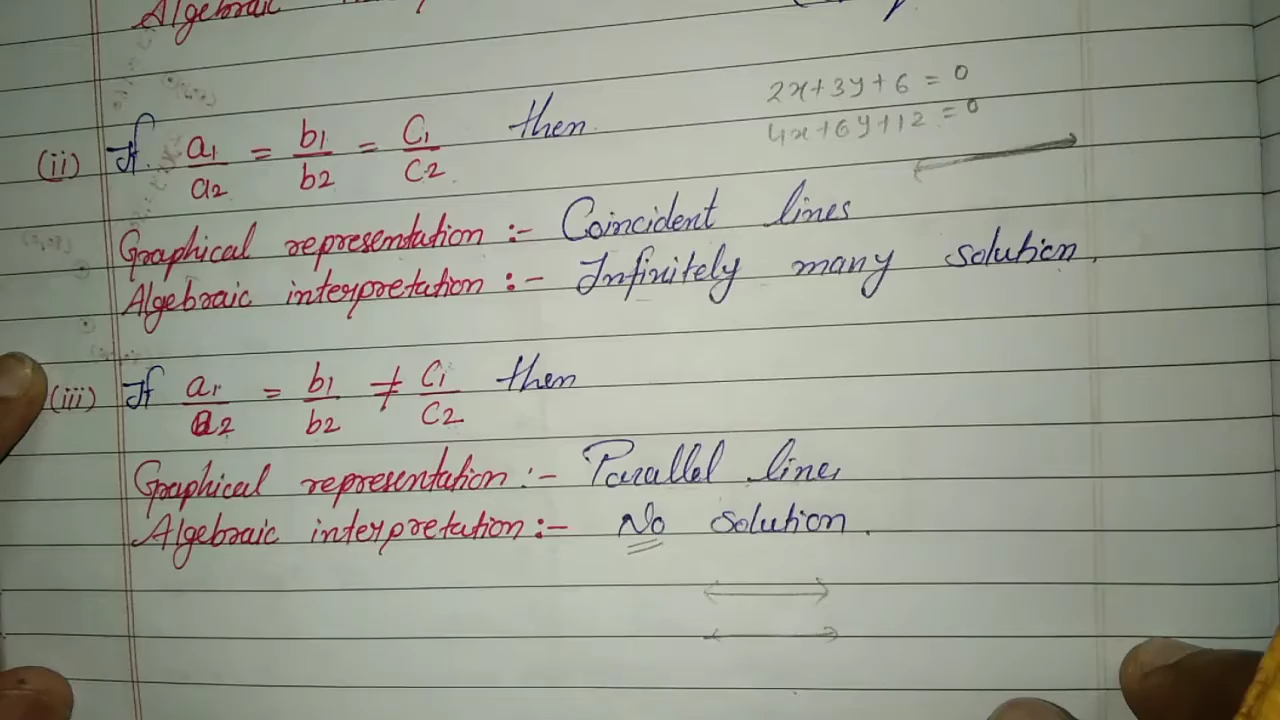 Algebraic
2x+3y+6 = 0
4x+6y+12 = 0
(ii) If a1/a2 = b1/b2 = C1/C2 then
Graphical representation :- Coincident lines
Algebraic interpretation :- Infinitely many solution.
(iii) If a1/a2 = b1/b2 ≠ C1/C2 then
Graphical representation :- Parallel lines
Algebraic interpretation :- No solution.